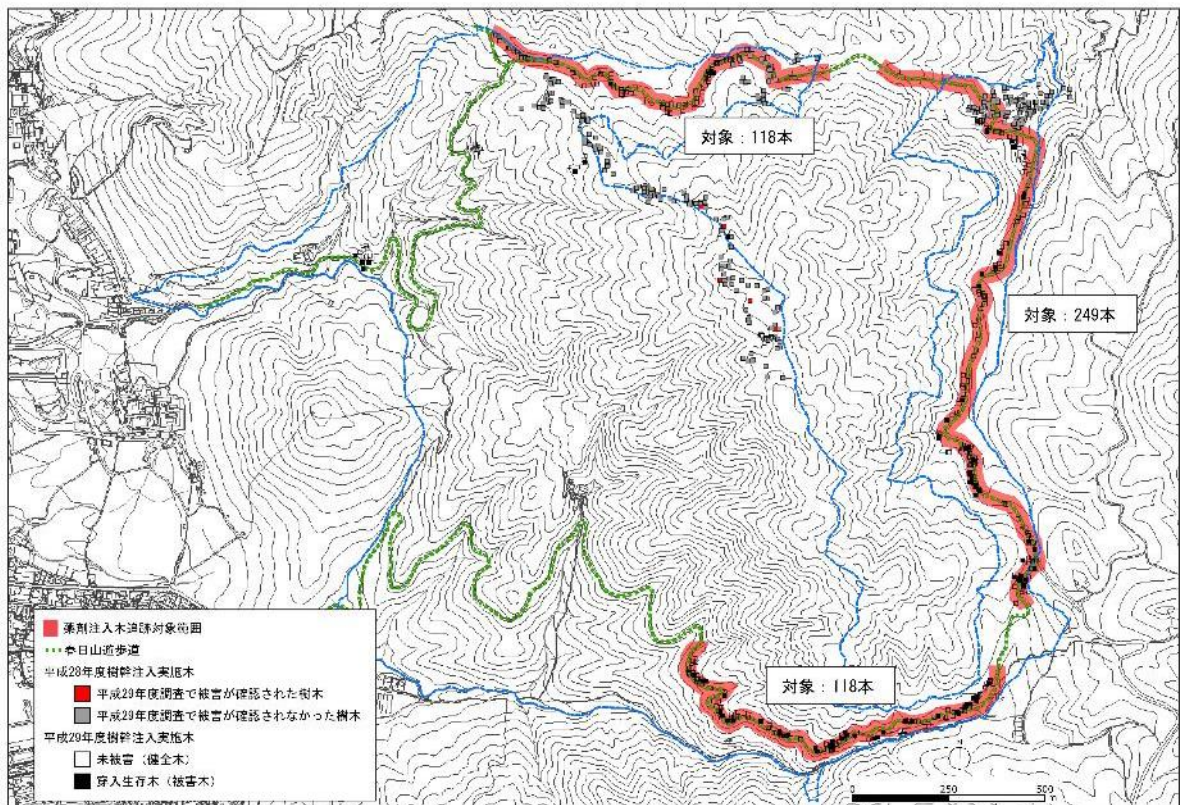 対象：118本
対象：249本
対象：118本
薬剤注入木追跡対象範囲
春日山遊歩道
平成28年度樹幹注入実施木
平成29年度調査で被害が確認された樹木
平成29年度調査で被害が確認されなかった樹木
平成29年度樹幹注入実施木
未被害（健全木）
穿入生存木（被害木）
0 250 500
m